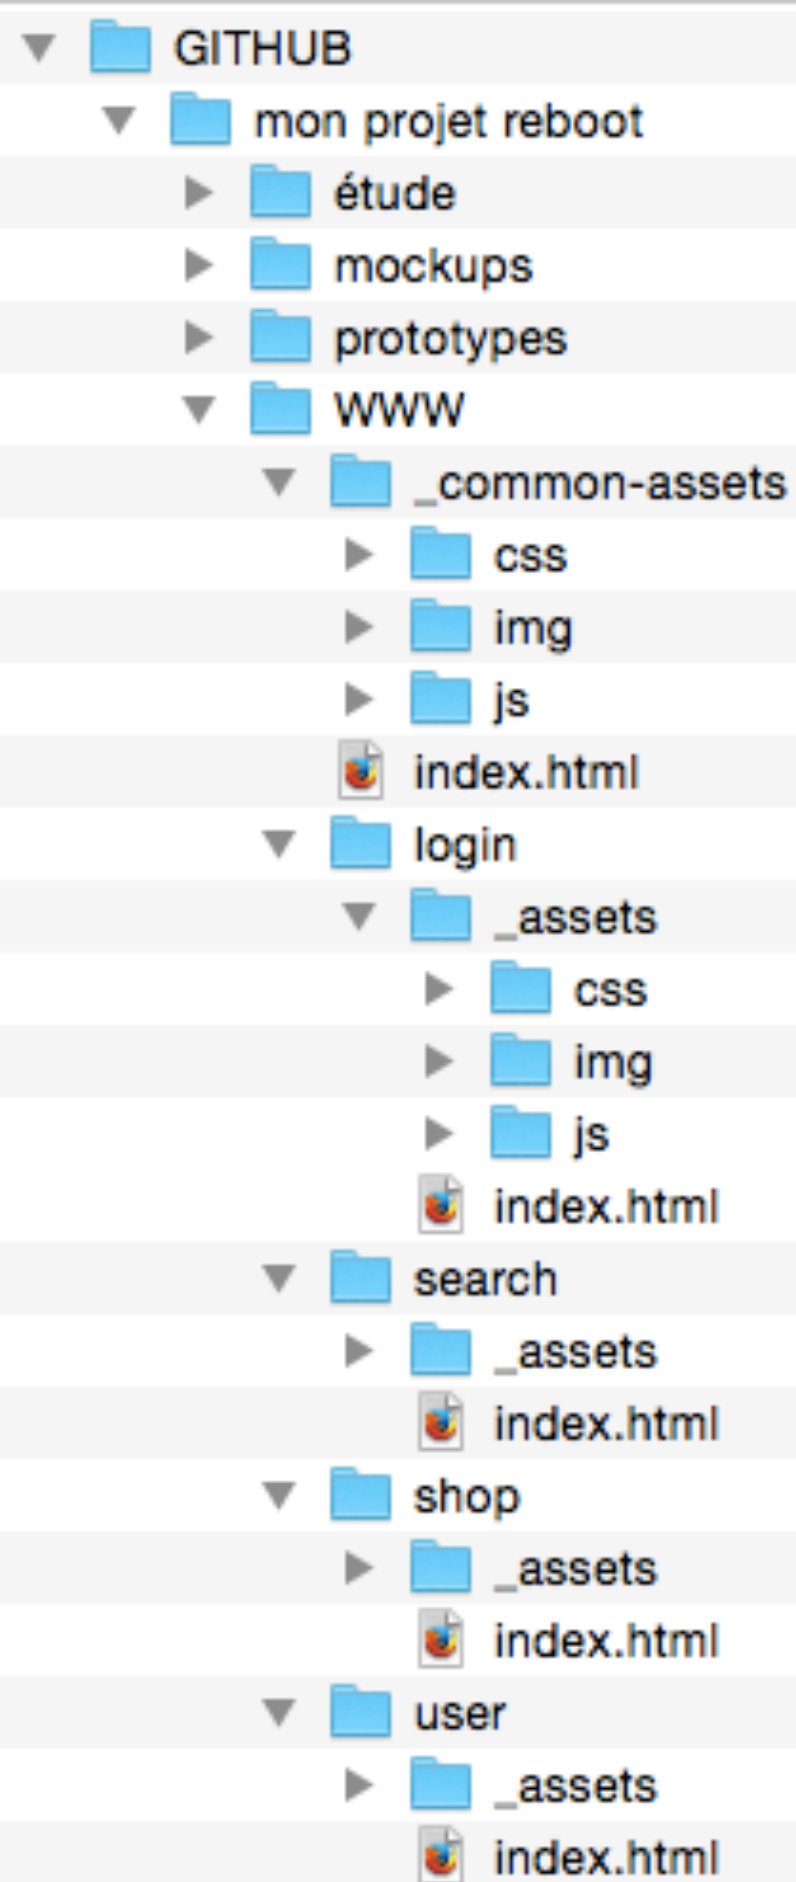 GITHUB
mon projet reboot
étude
mockups
prototypes
WWW
_common-assets
css
img
js
index.html
login
_assets
css
img
js
index.html
search
_assets
index.html
shop
_assets
index.html
user
_assets
index.html